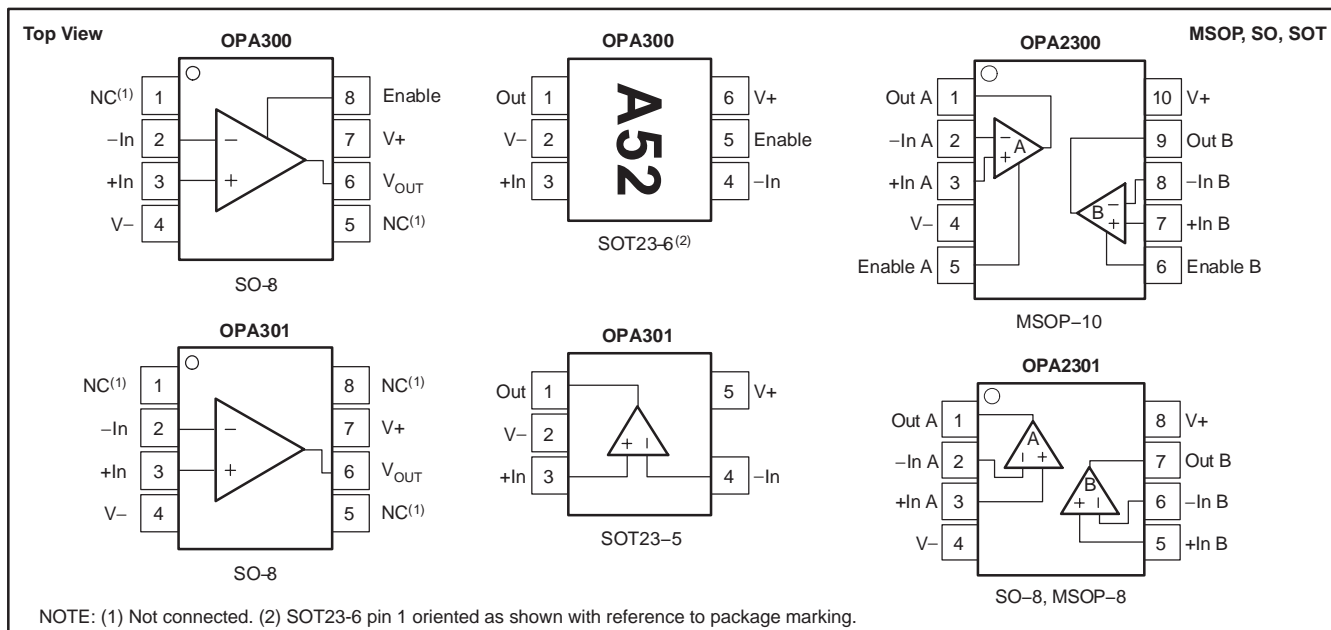 Top View
MSOP, SO, SOT
OPA300
NC(1) 1
−In 2
+In 3
V− 4
8 Enable
7 V+
6 VOUT
5 NC(1)
− +
SO-8
OPA300
Out 1
V− 2
+In 3
6 V+
5 Enable
4 −In
A52
SOT23-6(2)
OPA2300
Out A 1
−In A 2
+In A 3
V− 4
Enable A 5
10 V+
9 Out B
8 −In B
7 +In B
6 Enable B
− + A
− + B
MSOP−10
OPA301
NC(1) 1
−In 2
+In 3
V− 4
8 NC(1)
7 V+
6 VOUT
5 NC(1)
− +
SO−8
OPA301
Out 1
V− 2
+In 3
5 V+
4 −In
+ −
SOT23−5
OPA2301
Out A 1
−In A 2
+In A 3
V− 4
8 V+
7 Out B
6 −In B
5 +In B
A − +
B + −
SO−8, MSOP−8
NOTE: (1) Not connected. (2) SOT23-6 pin 1 oriented as shown with reference to package marking.